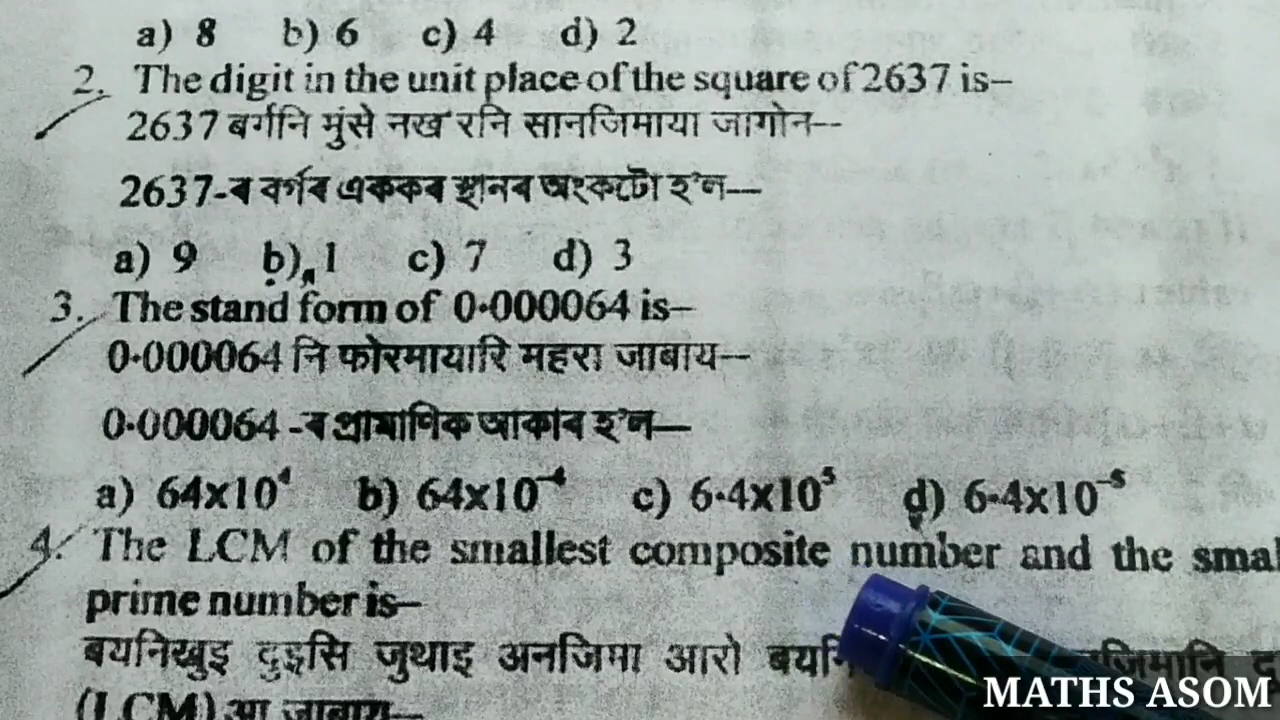 a) 8 b) 6 c) 4 d) 2
2. The digit in the unit place of the square of 2637 is–
2637 बर्गनि मुंसे नख'रनि सानजिमाया जागोन--
2637-ৰ বৰ্গৰ এককৰ স্থানৰ অংকটো হ'ল—
a) 9 b) 1 c) 7 d) 3
3. The stand form of 0·000064 is–
0·000064 नि फोरमायारि महरा जाबाय--
0·000064 -ৰ প্ৰামাণিক আকাৰ হ'ল—
a) 64x10⁴ b) 64x10⁻⁴ c) 6·4x10⁵ d) 6·4x10⁻⁵
4. The LCM of the smallest composite number and the smal
prime number is–
बयनिखुइ दुइसि जुथाइ अनजिमा आरो
(LCM) आ जाबाय—
MATHS ASOM